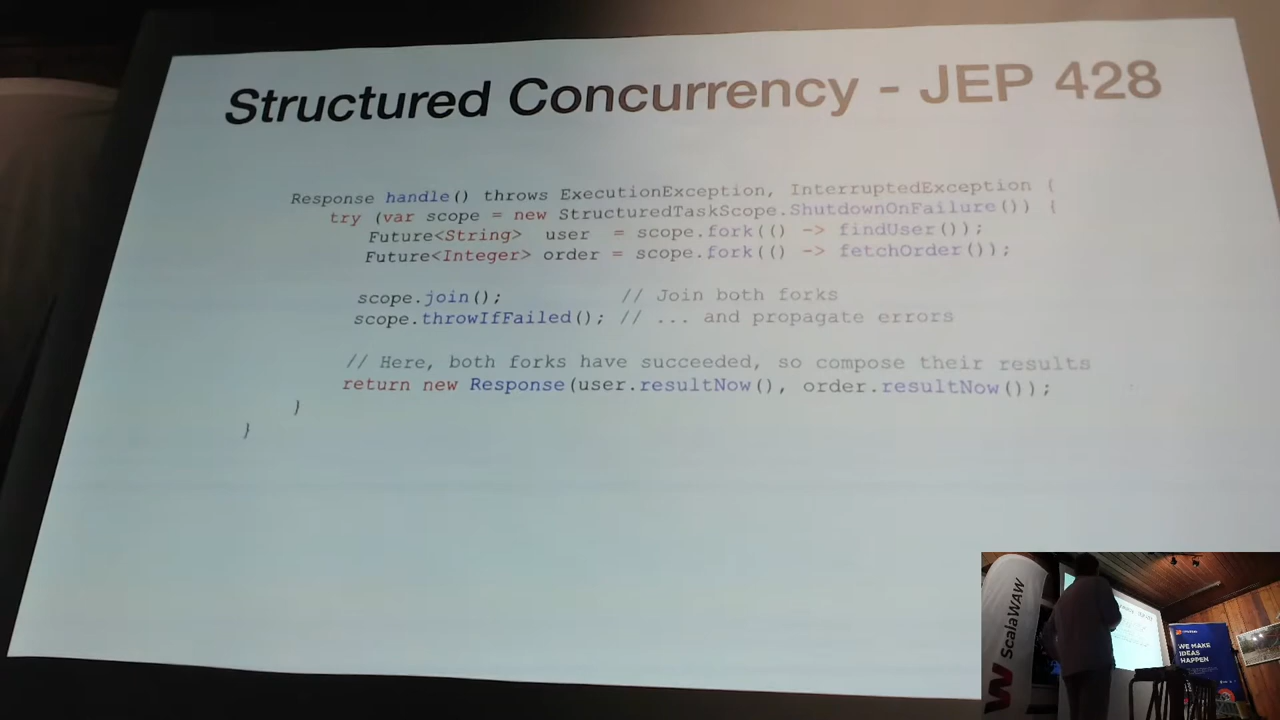 Structured Concurrency - JEP 428
Response handle() throws ExecutionException, InterruptedException {
try (var scope = new StructuredTaskScope.ShutdownOnFailure()) {
Future<String> user = scope.fork(() -> findUser());
Future<Integer> order = scope.fork(() -> fetchOrder());
scope.join(); // Join both forks
scope.throwIfFailed(); // ... and propagate errors
// Here, both forks have succeeded, so compose their results
return new Response(user.resultNow(), order.resultNow());
}
}
ScalaWAW
WE MAKE
IDEAS
HAPPEN